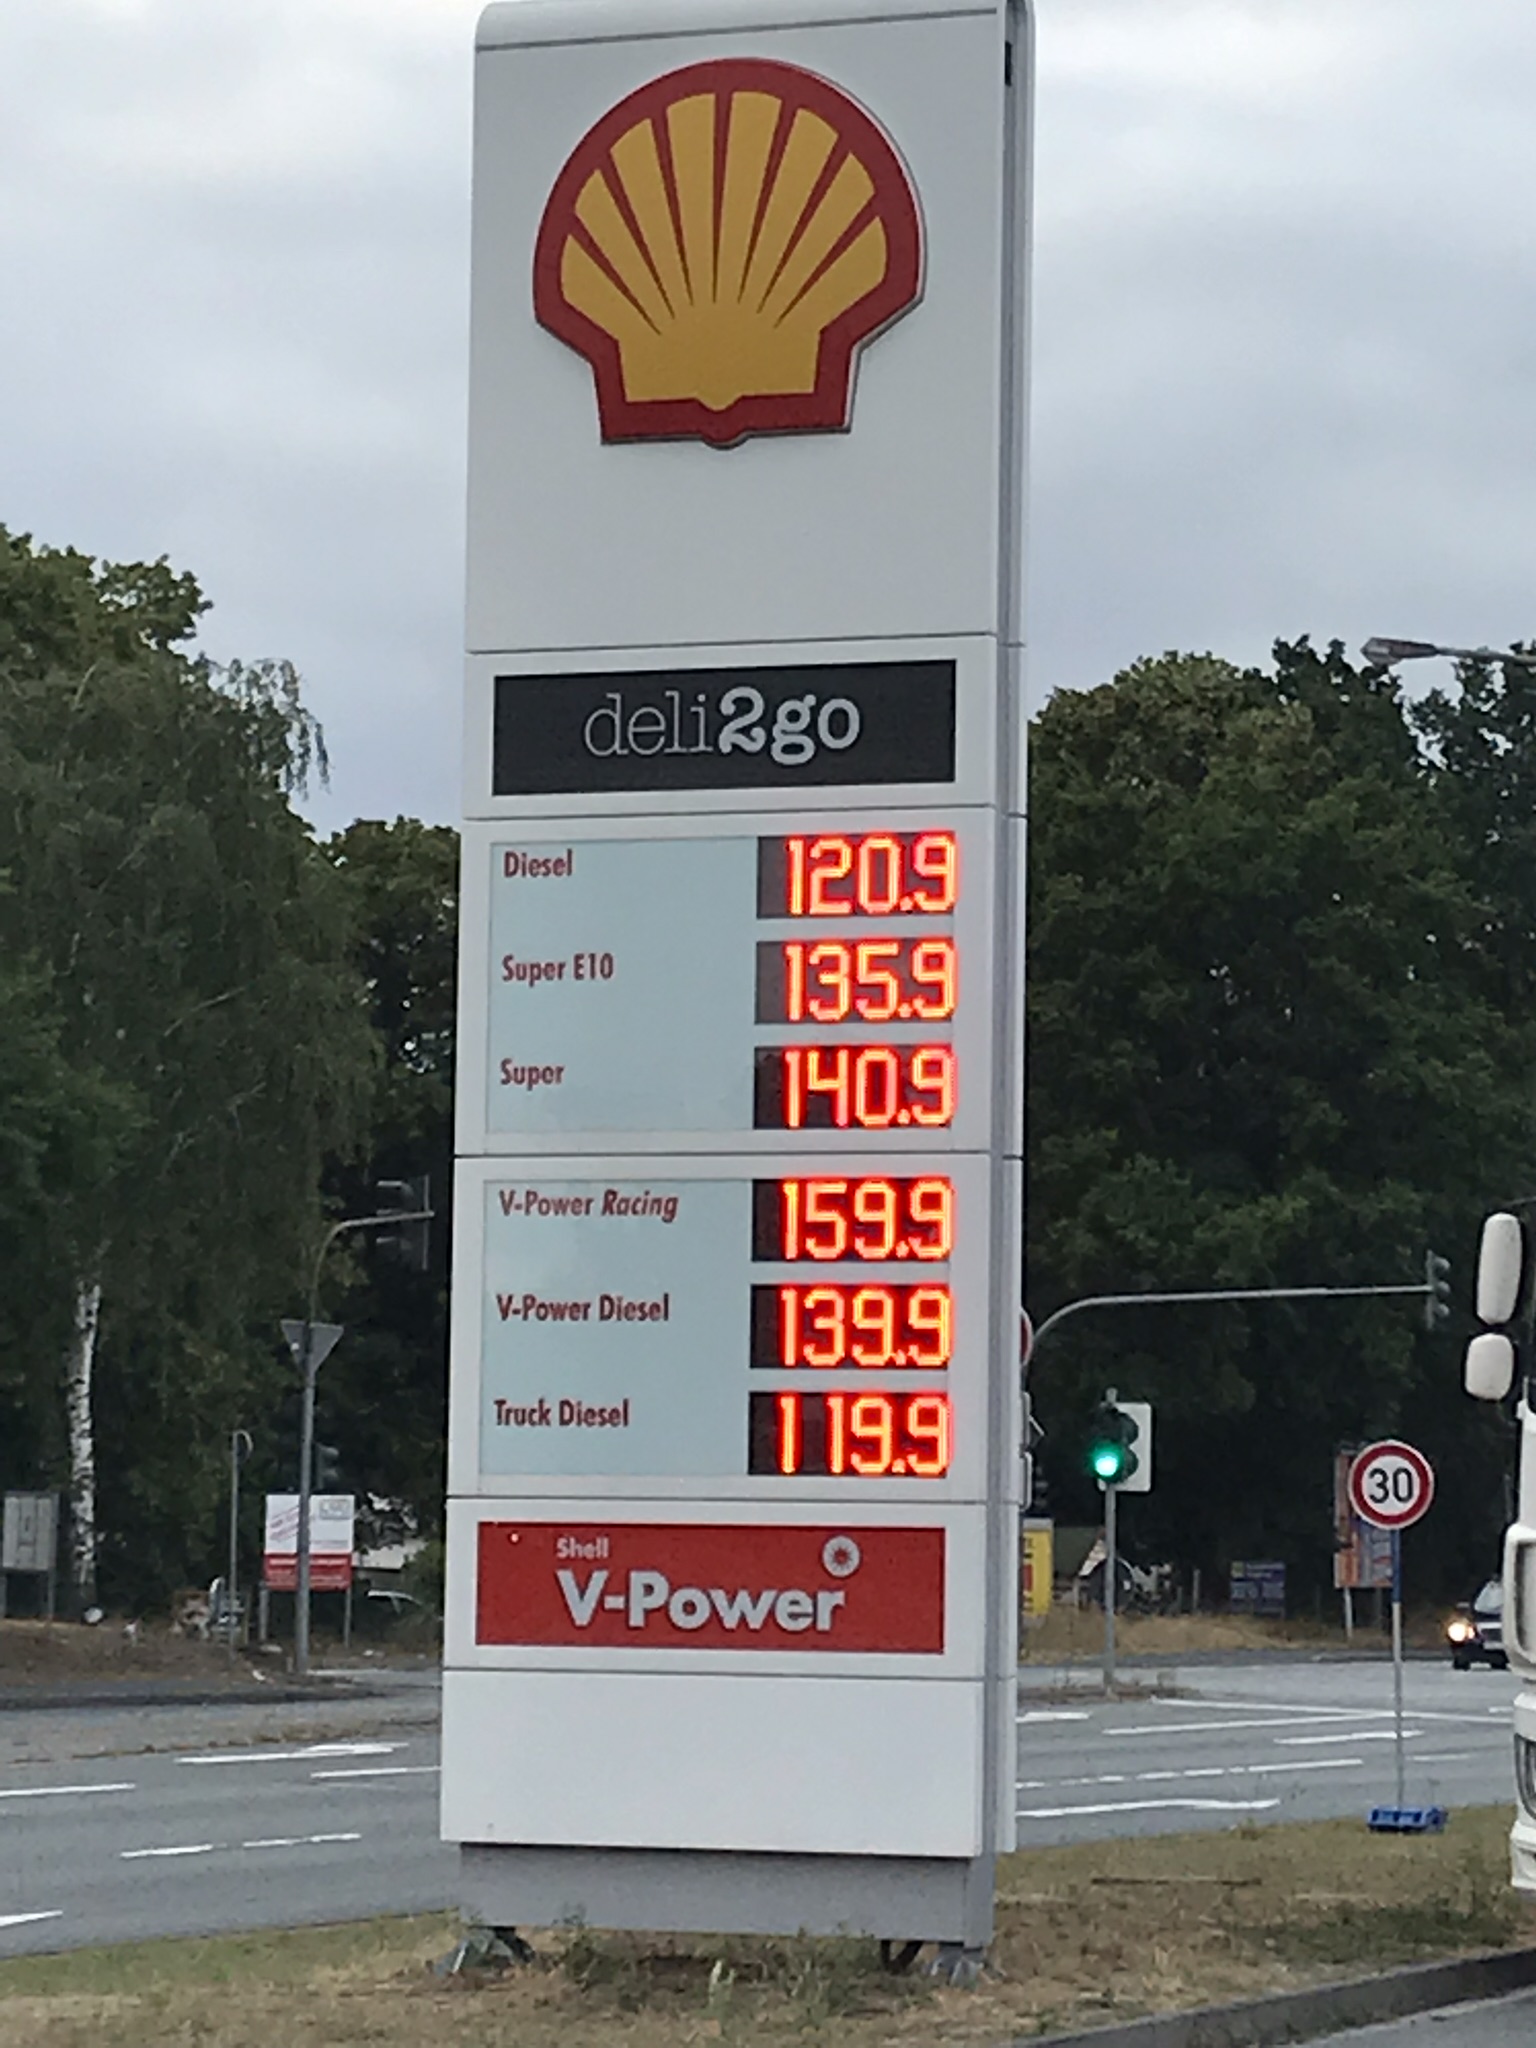 deli2go
Diesel 120.9
Super E10 135.9
Super 140.9
V-Power Racing 159.9
V-Power Diesel 139.9
Truck Diesel 119.9
Shell
V-Power
30